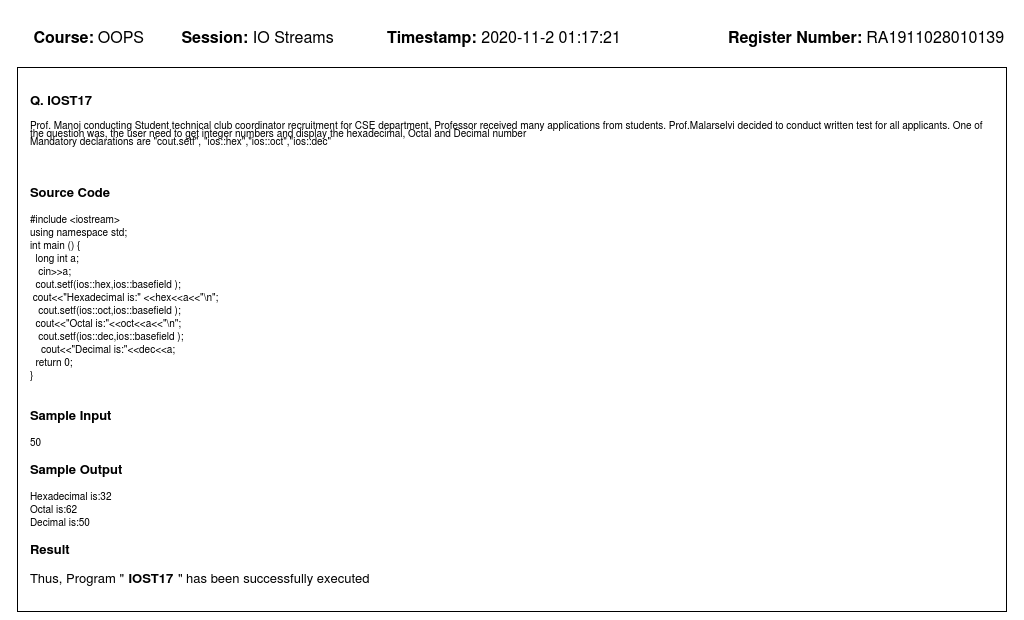 Course: OOPS Session: IO Streams Timestamp: 2020-11-2 01:17:21 Register Number: RA1911028010139
Q. IOST17
Prof. Manoj conducting Student technical club coordinator recruitment for CSE department, Professor received many applications from students. Prof.Malarselvi decided to conduct written test for all applicants. One of
the question was, the user need to get integer numbers and display the hexadecimal, Octal and Decimal number
Mandatory declarations are "cout.setf", "ios::hex","ios::oct","ios::dec"
Source Code
#include <iostream>
using namespace std;
int main () {
long int a;
cin>>a;
cout.setf(ios::hex,ios::basefield );
cout<<"Hexadecimal is:" <<hex<<a<<"\n";
cout.setf(ios::oct,ios::basefield );
cout<<"Octal is:"<<oct<<a<<"\n";
cout.setf(ios::dec,ios::basefield );
cout<<"Decimal is:"<<dec<<a;
return 0;
}
Sample Input
50
Sample Output
Hexadecimal is:32
Octal is:62
Decimal is:50
Result
Thus, Program " IOST17 " has been successfully executed